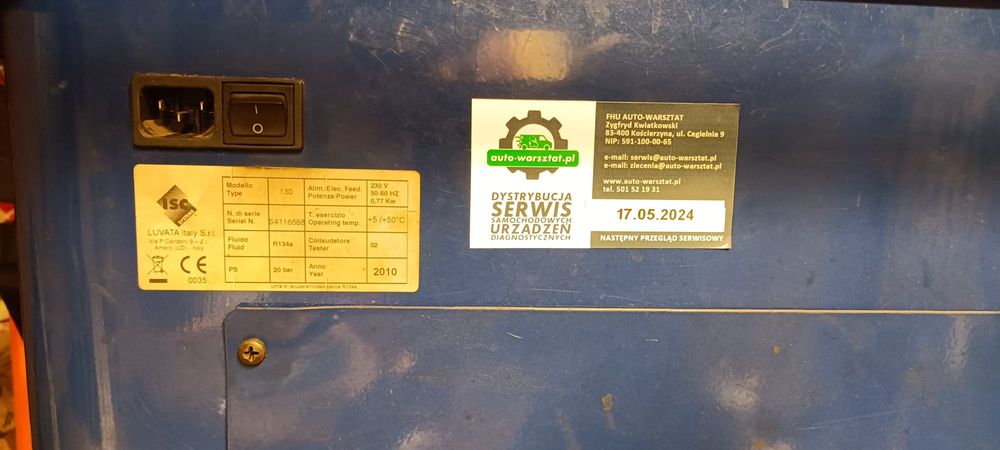 I
O
ISC
LUVATA Italy S.r.l.
Amaro (UD) - Italy
CE
0035
Modello
Type
130
Alim./Elec. Feed.
Potenza/Power
230 V
50-60 HZ
0,77 Kw
N. di serie
Serial N.
54116888
T. esercizio
Operating temp.
+5 /+50°C
Fluido
Fluid
R134a
Collaudatore
Tester
02
PS
20 bar
Anno
Year
2010
auto-warsztat.pl
DYSTRYBUCJA
SERWIS
SAMOCHODOWYCH
URZĄDZEŃ
DIAGNOSTYCZNYCH
FHU AUTO-WARSZTAT
Zygfryd Kwiatkowski
83-400 Kościerzyna, ul. Cegielnia 9
NIP: 591-100-00-65
e-mail: serwis@auto-warsztat.pl
e-mail: zlecenia@auto-warsztat.pl
www.auto-warsztat.pl
tel. 501 52 19 31
17.05.2024
NASTĘPNY PRZEGLĄD SERWISOWY